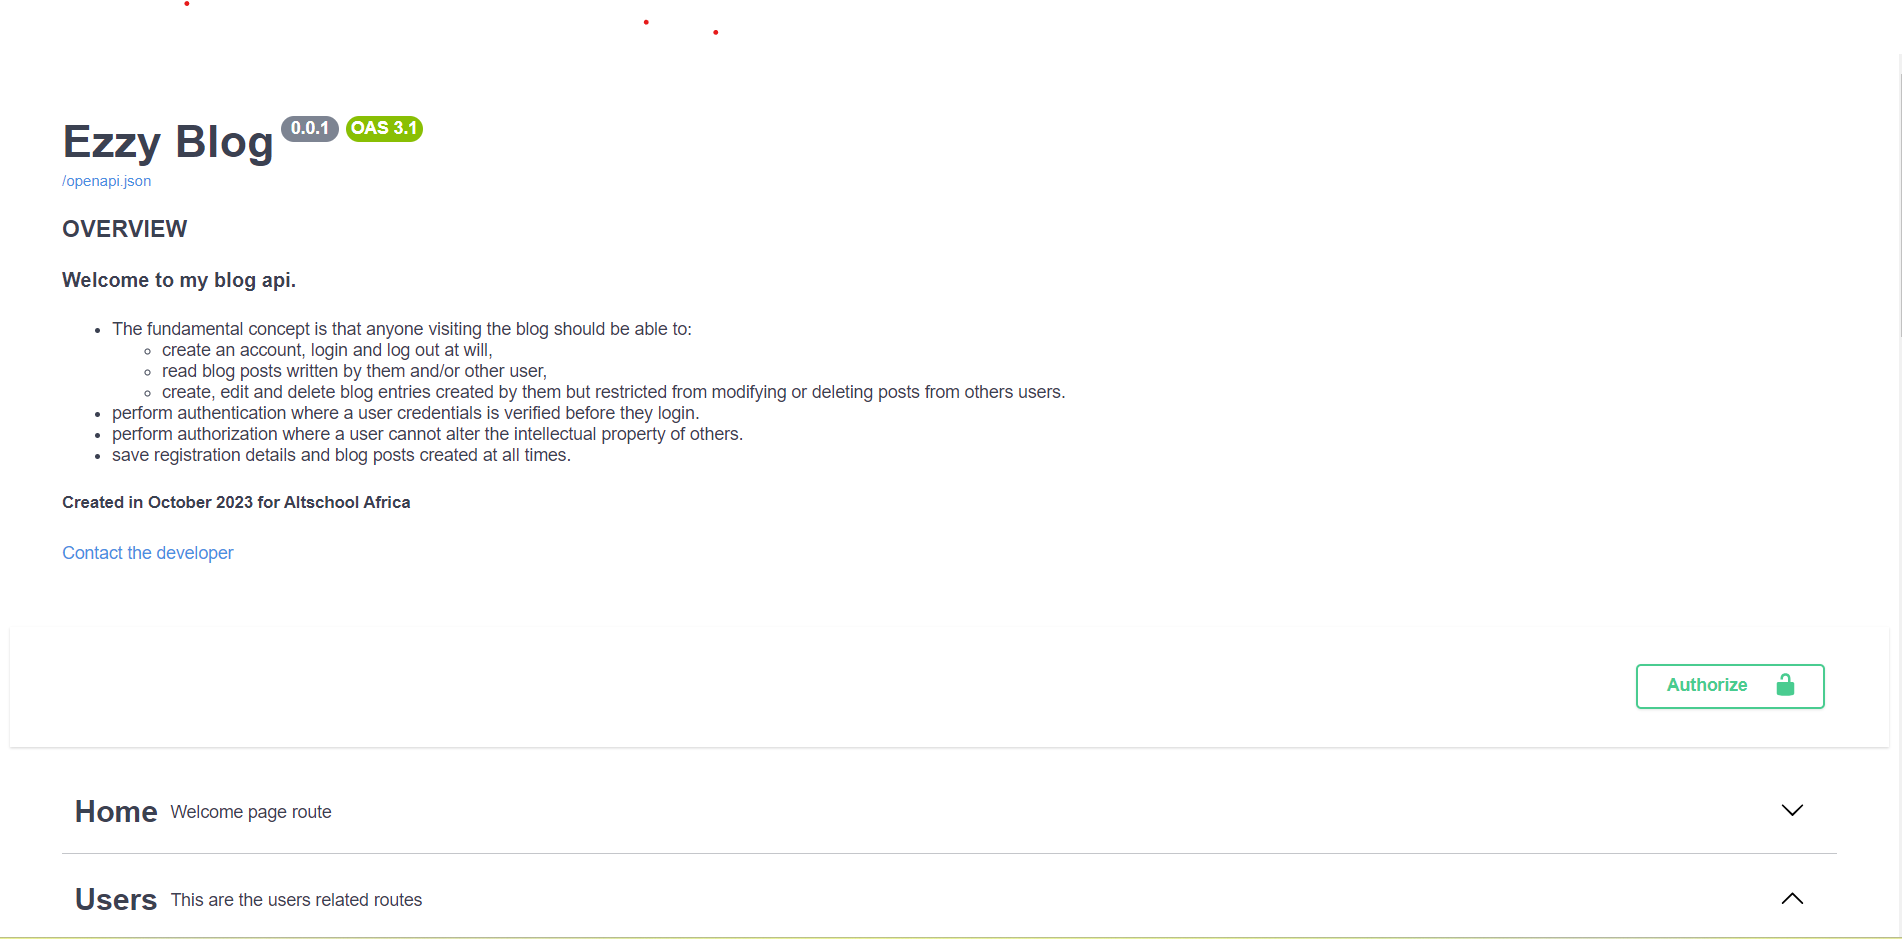 Ezzy Blog 0.0.1 OAS 3.1
/openapi.json
OVERVIEW
Welcome to my blog api.
The fundamental concept is that anyone visiting the blog should be able to:
create an account, login and log out at will,
read blog posts written by them and/or other user,
create, edit and delete blog entries created by them but restricted from modifying or deleting posts from others users.
perform authentication where a user credentials is verified before they login.
perform authorization where a user cannot alter the intellectual property of others.
save registration details and blog posts created at all times.
Created in October 2023 for Altschool Africa
Contact the developer
Authorize
Home Welcome page route
Users This are the users related routes